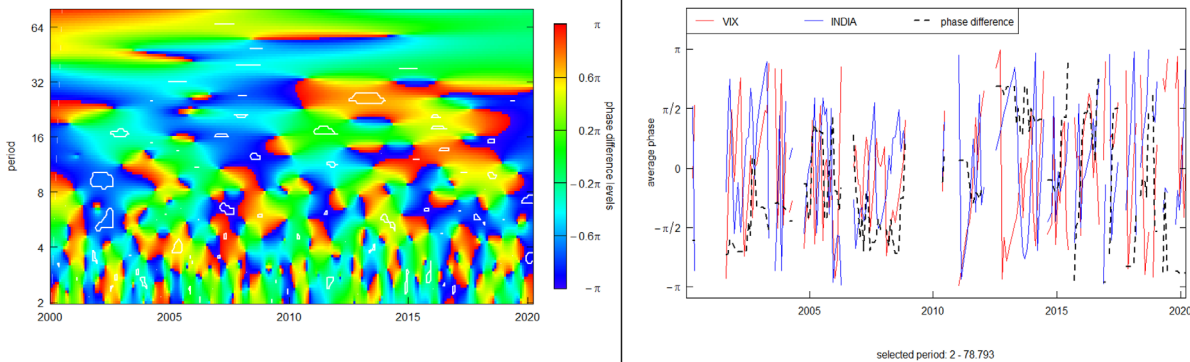 64
32
16
8
4
2
period
2000
2005
2010
2015
2020
π
0.6π
0.2π
-0.2π
-0.6π
-π
phase difference levels
VIX
INDIA
phase difference
π
π/2
0
-π/2
-π
average phase
2005
2010
2015
2020
selected period: 2 - 78.793